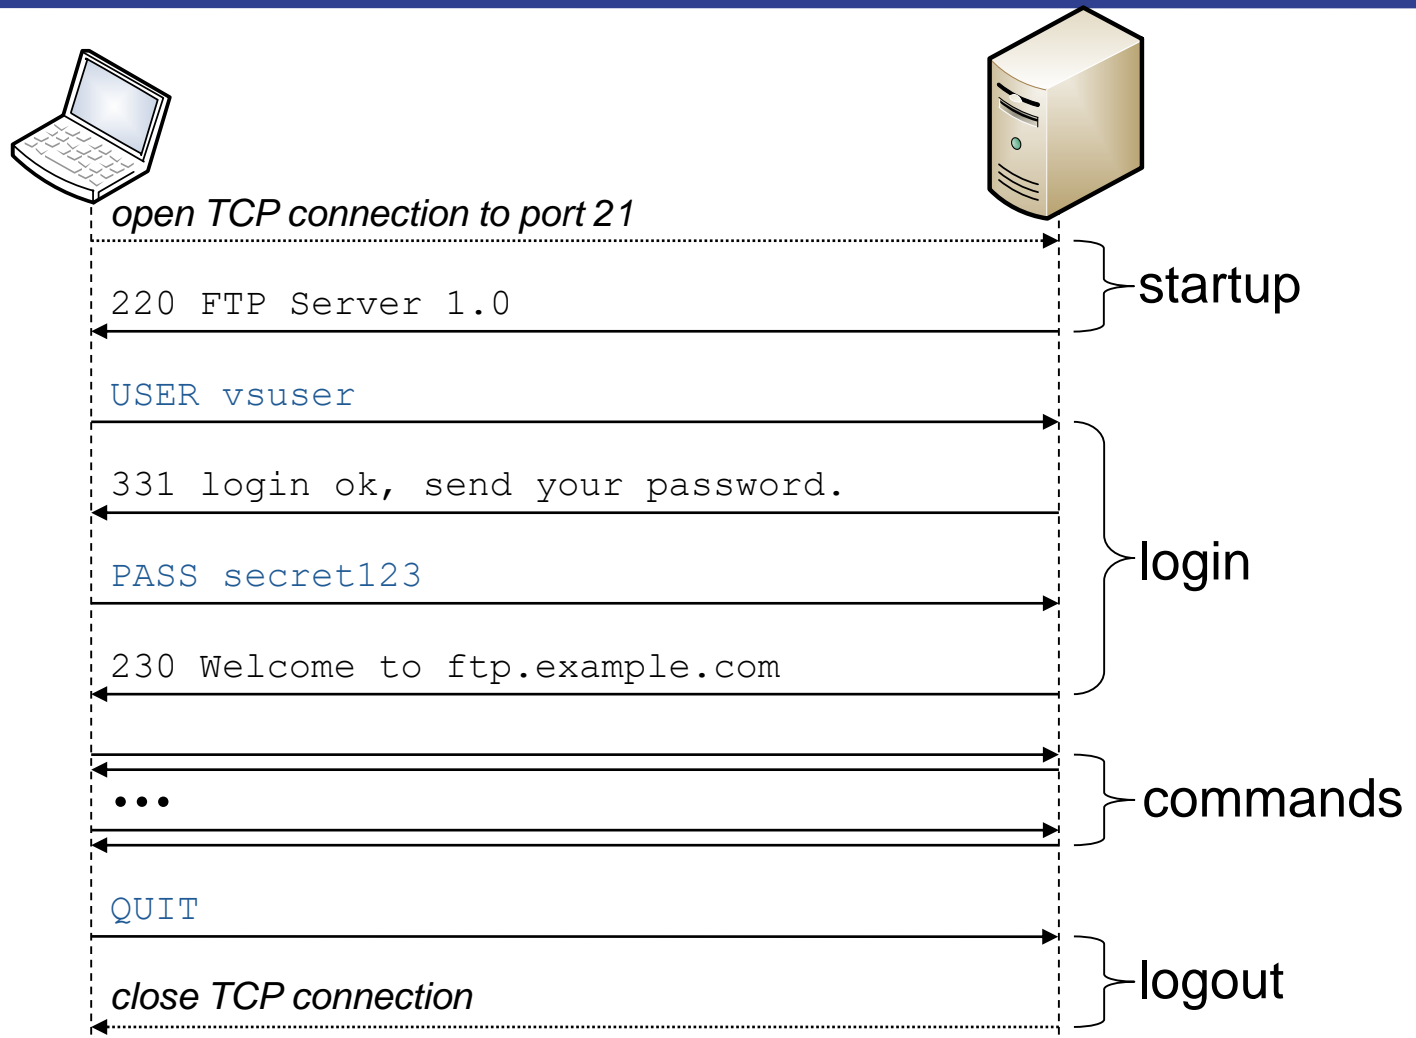 open TCP connection to port 21
startup
220 FTP Server 1.0
USER vsuser
331 login ok, send your password.
login
PASS secret123
230 Welcome to ftp.example.com
...
commands
QUIT
logout
close TCP connection